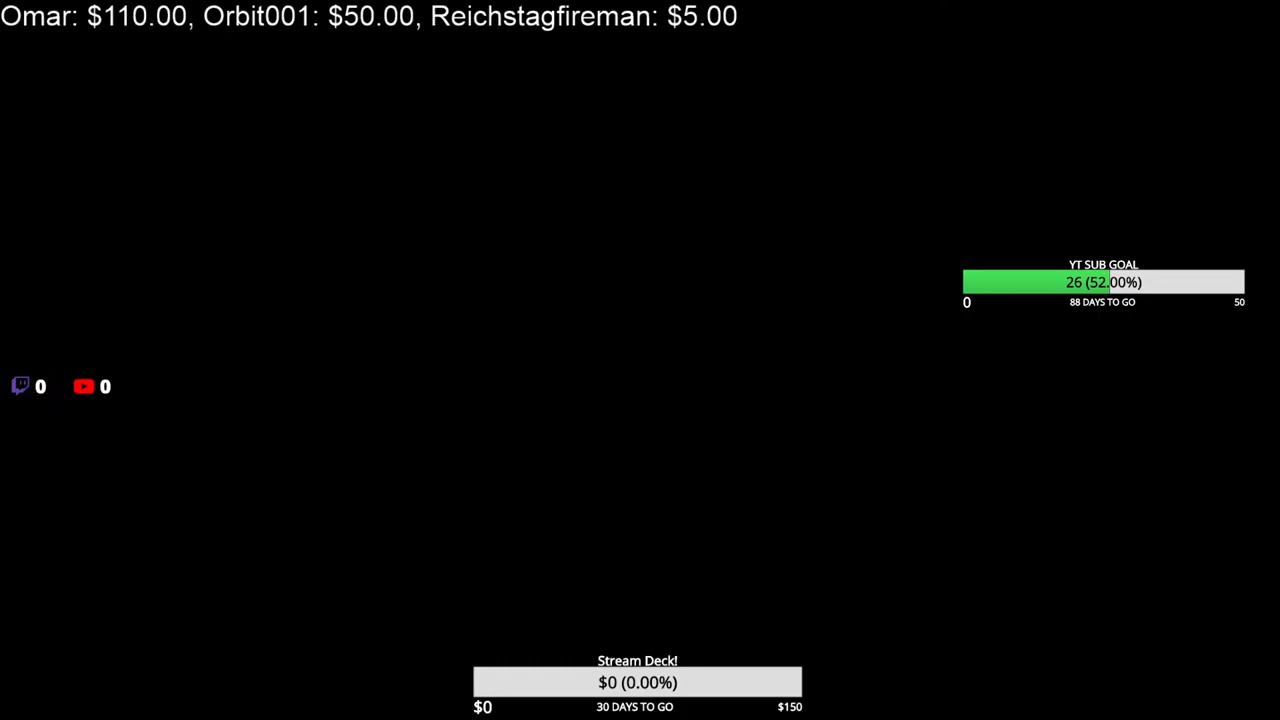 Omar: $110.00, Orbit001: $50.00, Reichstagfireman: $5.00
YT SUB GOAL
26 (52.00%)
0 88 DAYS TO GO 50
0 0
Stream Deck!
$0 (0.00%)
$0 30 DAYS TO GO $150